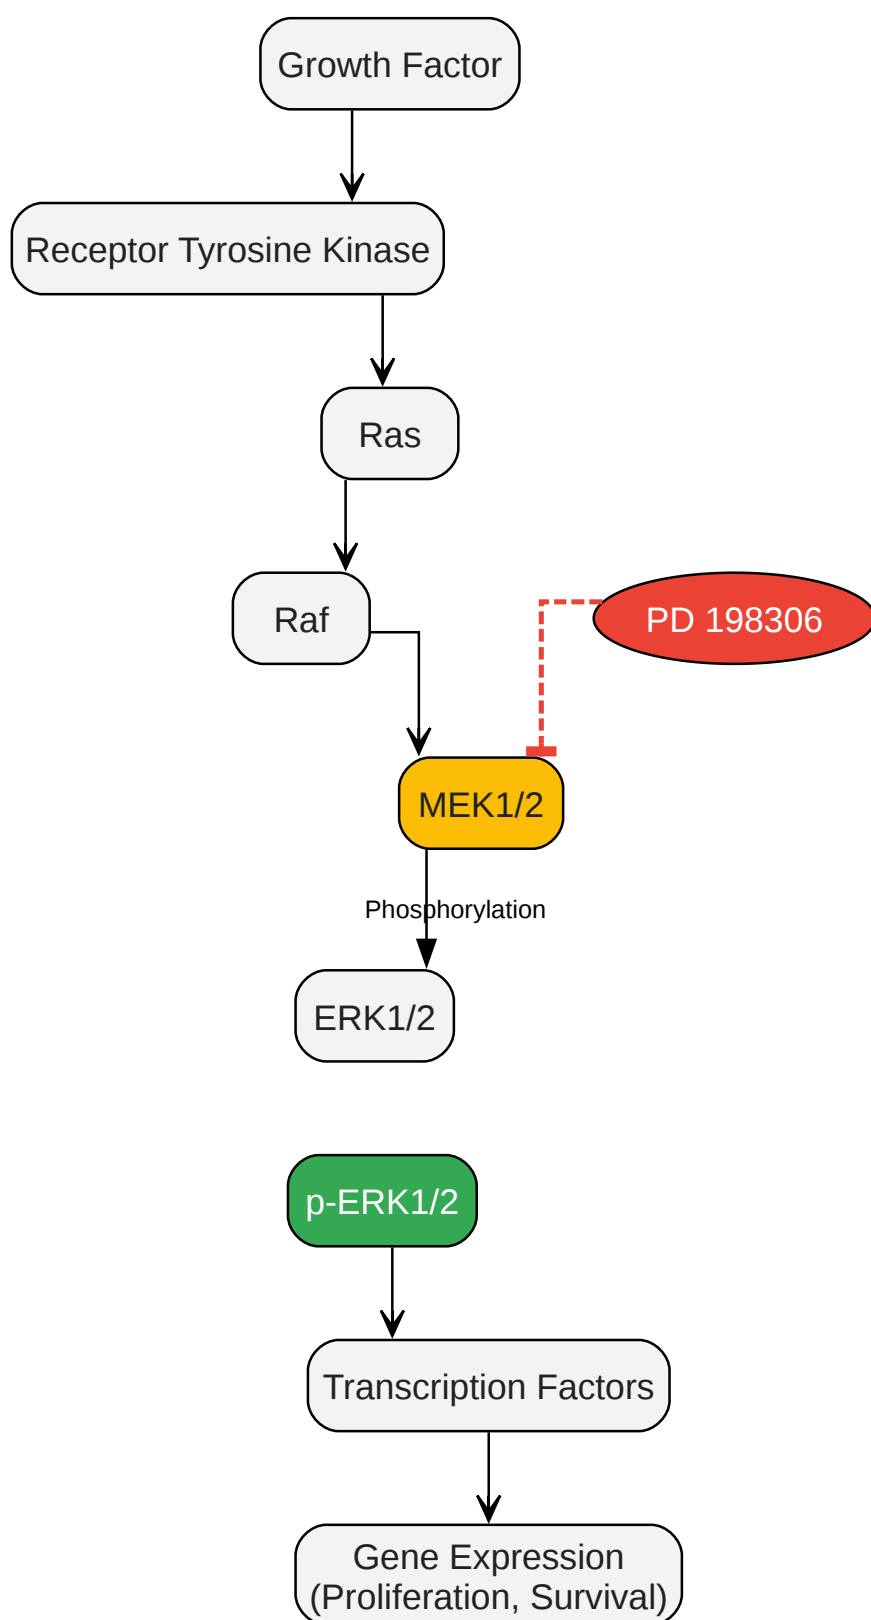 Growth Factor
Receptor Tyrosine Kinase
Ras
Raf
PD 198306
MEK1/2
Phosphorylation
ERK1/2
p-ERK1/2
Transcription Factors
Gene Expression
(Proliferation, Survival)